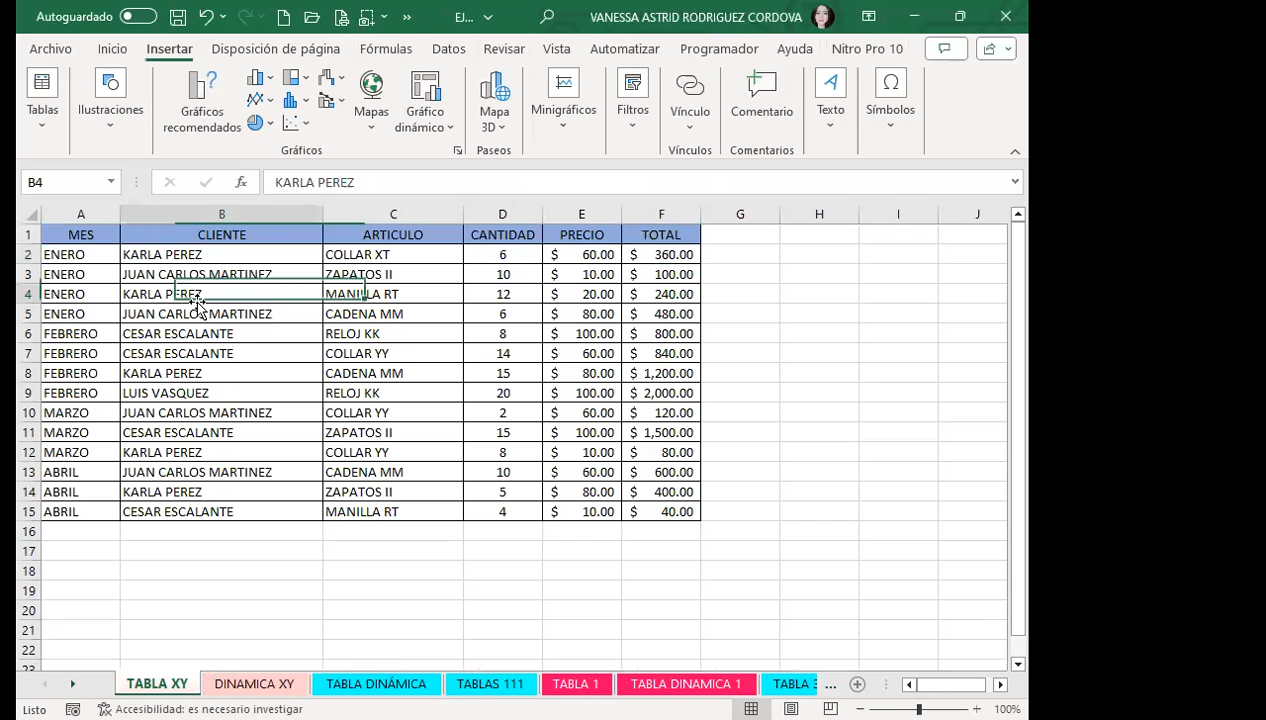 Autoguardado EJ... VANESSA ASTRID RODRIGUEZ CORDOVA
Archivo Inicio Insertar Disposición de página Fórmulas Datos Revisar Vista Automatizar Programador Ayuda Nitro Pro 10
Tablas Ilustraciones Gráficos recomendados Mapas Gráfico dinámico Mapa 3D Minigráficos Filtros Vínculo Comentario Texto Símbolos
Gráficos Paseos Vínculos Comentarios
B4 fx KARLA PEREZ
A B C D E F G H I J
1 MES CLIENTE ARTICULO CANTIDAD PRECIO TOTAL
2 ENERO KARLA PEREZ COLLAR XT 6 $ 60.00 $ 360.00
3 ENERO JUAN CARLOS MARTINEZ ZAPATOS II 10 $ 10.00 $ 100.00
4 ENERO KARLA PEREZ MANILLA RT 12 $ 20.00 $ 240.00
5 ENERO JUAN CARLOS MARTINEZ CADENA MM 6 $ 80.00 $ 480.00
6 FEBRERO CESAR ESCALANTE RELOJ KK 8 $ 100.00 $ 800.00
7 FEBRERO CESAR ESCALANTE COLLAR YY 14 $ 60.00 $ 840.00
8 FEBRERO KARLA PEREZ CADENA MM 15 $ 80.00 $ 1,200.00
9 FEBRERO LUIS VASQUEZ RELOJ KK 20 $ 100.00 $ 2,000.00
10 MARZO JUAN CARLOS MARTINEZ COLLAR YY 2 $ 60.00 $ 120.00
11 MARZO CESAR ESCALANTE ZAPATOS II 15 $ 100.00 $ 1,500.00
12 MARZO KARLA PEREZ COLLAR YY 8 $ 10.00 $ 80.00
13 ABRIL JUAN CARLOS MARTINEZ CADENA MM 10 $ 60.00 $ 600.00
14 ABRIL KARLA PEREZ ZAPATOS II 5 $ 80.00 $ 400.00
15 ABRIL CESAR ESCALANTE MANILLA RT 4 $ 10.00 $ 40.00
16
17
18
19
20
21
22
23
TABLA XY DINAMICA XY TABLA DINÁMICA TABLAS 111 TABLA 1 TABLA DINAMICA 1 TABLA 3 ...
Listo Accesibilidad: es necesario investigar 100%